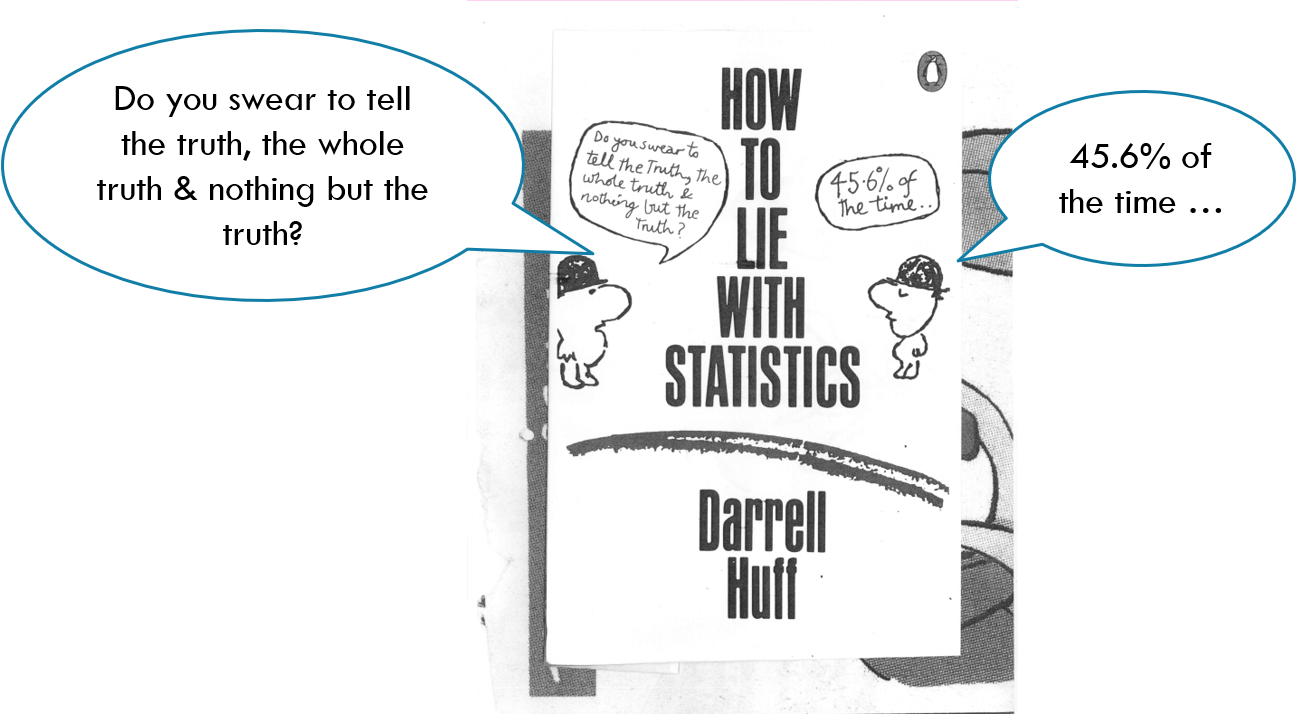 Do you swear to tell
the truth, the whole
truth & nothing but the
truth?
HOW
TO
LIE
WITH
STATISTICS
Do you swear to
tell the Truth, the
whole truth &
nothing but the
Truth?
45.6% of
the time..
45.6% of
the time ...
Darrell
Huff